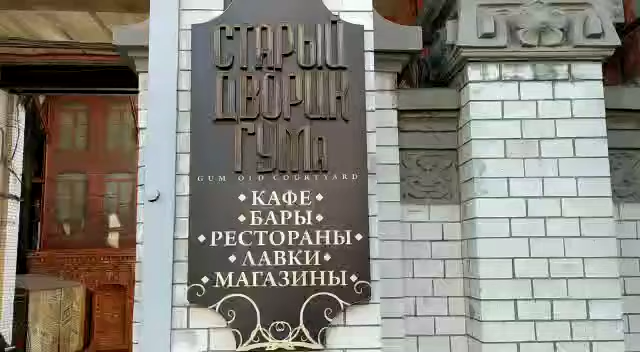 СТАРЫЙ
ДВОРИК
ГУМа
GUM OLD COURTYARD
КАФЕ
БАРЫ
РЕСТОРАНЫ
ЛАВКИ
МАГАЗИНЫ